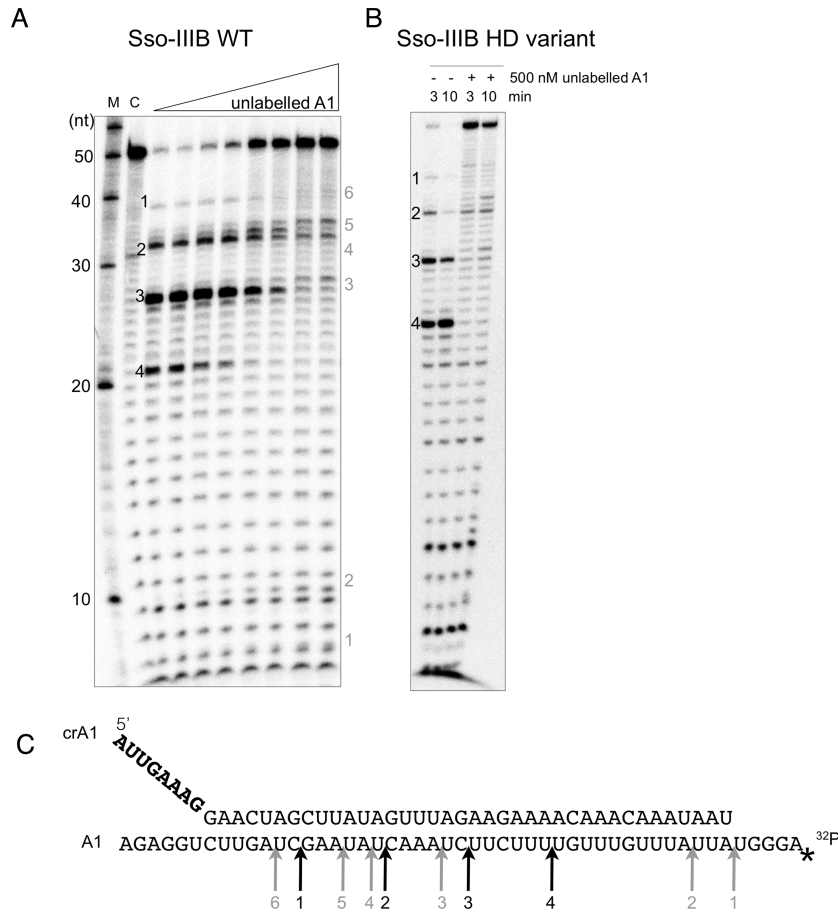 A
Sso-IIIB WT
M C unlabelled A1
(nt)
50
40
30
20
10
1
2
3
4
6
5
4
3
2
1
B
Sso-IIIB HD variant
- - + + 500 nM unlabelled A1
3 10 3 10 min
1
2
3
4
C
5’
crA1 AUUGAAAG
GAACUAGCUUAUAGUUUAGAAGAAAACAAACAAAUAAU
A1 AGAGGUCUUGAUCGAAUAUCAAAUCUUCUUUUGUUUGUUUAUUAUGGGA * 32P
6 1 5 4 2 3 3 4 2 1